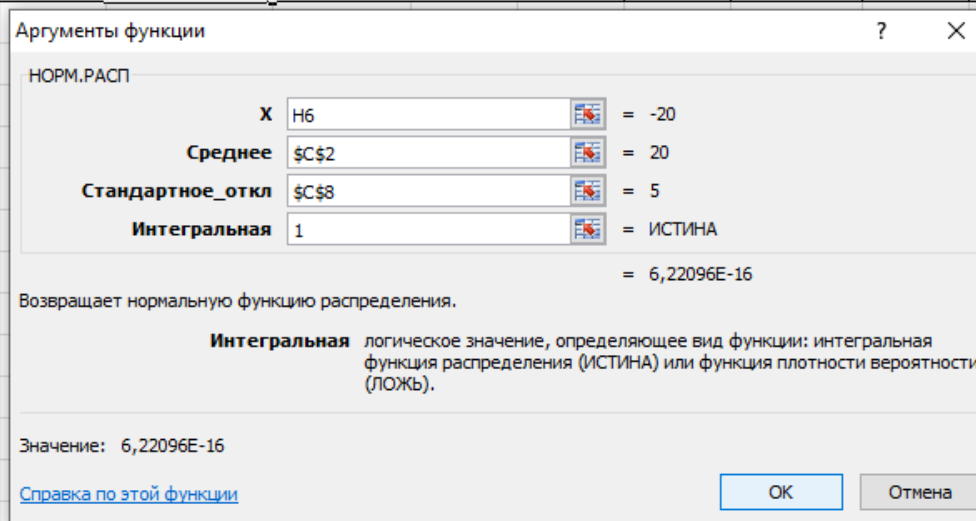 Аргументы функции ?
НОРМ.РАСП
X H6 = -20
Среднее $C$2 = 20
Стандартное_откл $C$8 = 5
Интегральная 1 = ИСТИНА
= 6,22096E-16
Возвращает нормальную функцию распределения.
Интегральная логическое значение, определяющее вид функции: интегральная
функция распределения (ИСТИНА) или функция плотности вероятности
(ЛОЖЬ).
Значение: 6,22096E-16
Справка по этой функции ОК Отмена